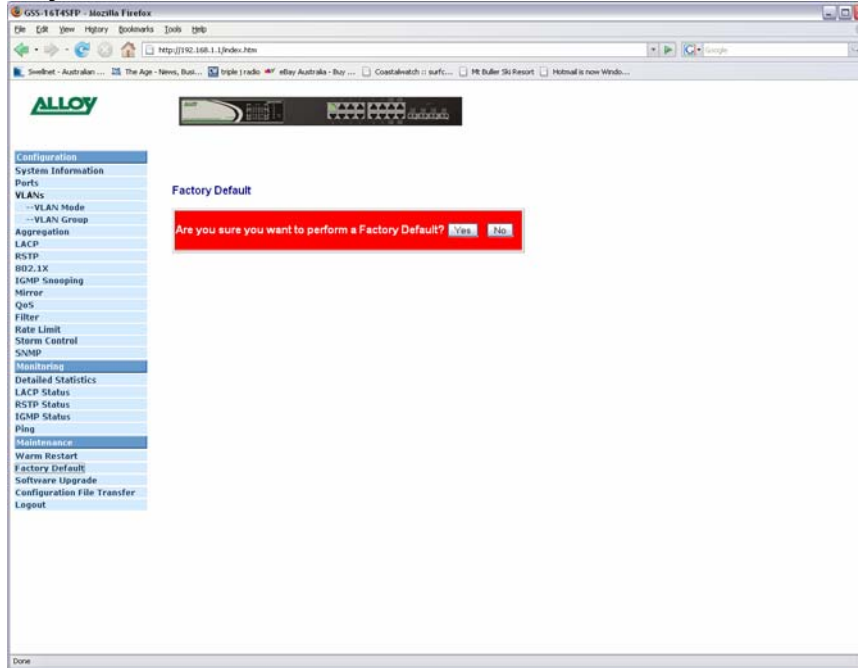 GSS-16T4SFP - Mozilla Firefox
File Edit View History Bookmarks Tools Help
http://192.168.1.1/index.htm
Google
Swellnet - Australian ... The Age - News, Busi... triple j radio eBay Australia - Buy ... Coastalwatch :: surfc... Mt Buller Ski Resort Hotmail is now Windo...
ALLOY
Configuration
System Information
Ports
VLANs
--VLAN Mode
--VLAN Group
Aggregation
LACP
RSTP
802.1X
IGMP Snooping
Mirror
QoS
Filter
Rate Limit
Storm Control
SNMP
Monitoring
Detailed Statistics
LACP Status
RSTP Status
IGMP Status
Ping
Maintenance
Warm Restart
Factory Default
Software Upgrade
Configuration File Transfer
Logout
Factory Default
Are you sure you want to perform a Factory Default? Yes No
Done